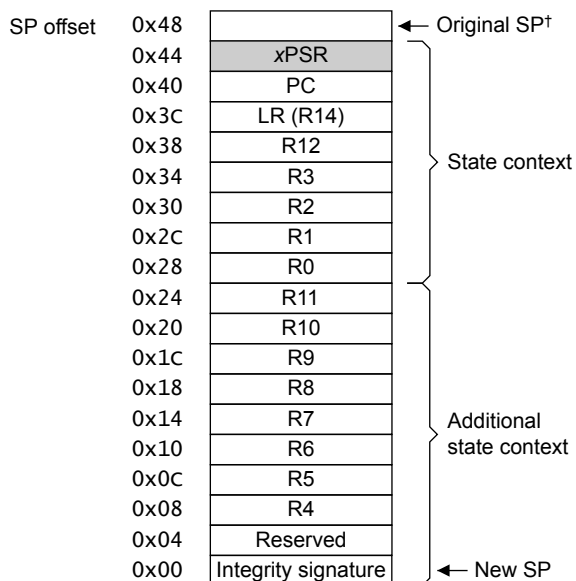 SP offset 0x48 Original SP†
0x44 xPSR
0x40 PC
0x3C LR (R14)
0x38 R12
0x34 R3 State context
0x30 R2
0x2C R1
0x28 R0
0x24 R11
0x20 R10
0x1C R9
0x18 R8
0x14 R7 Additional
0x10 R6 state context
0x0C R5
0x08 R4
0x04 Reserved
0x00 Integrity signature New SP